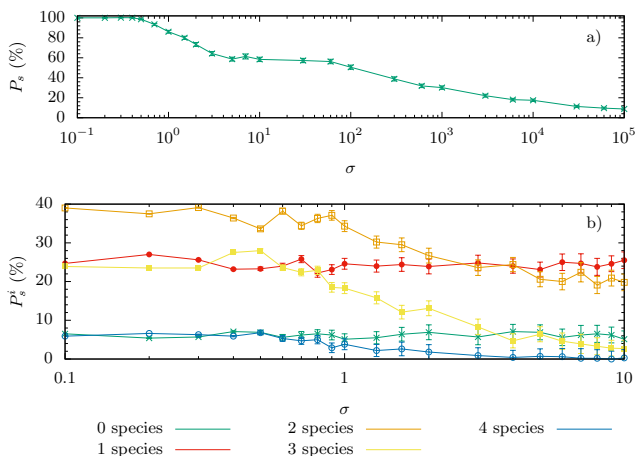 100
80
60
40
20
0
P_s (%)
a)
10^−1 10^0 10^1 10^2 10^3 10^4 10^5
σ
40
30
20
10
0
P_s^i (%)
b)
0.1 1 10
σ
0 species 2 species 4 species
1 species 3 species